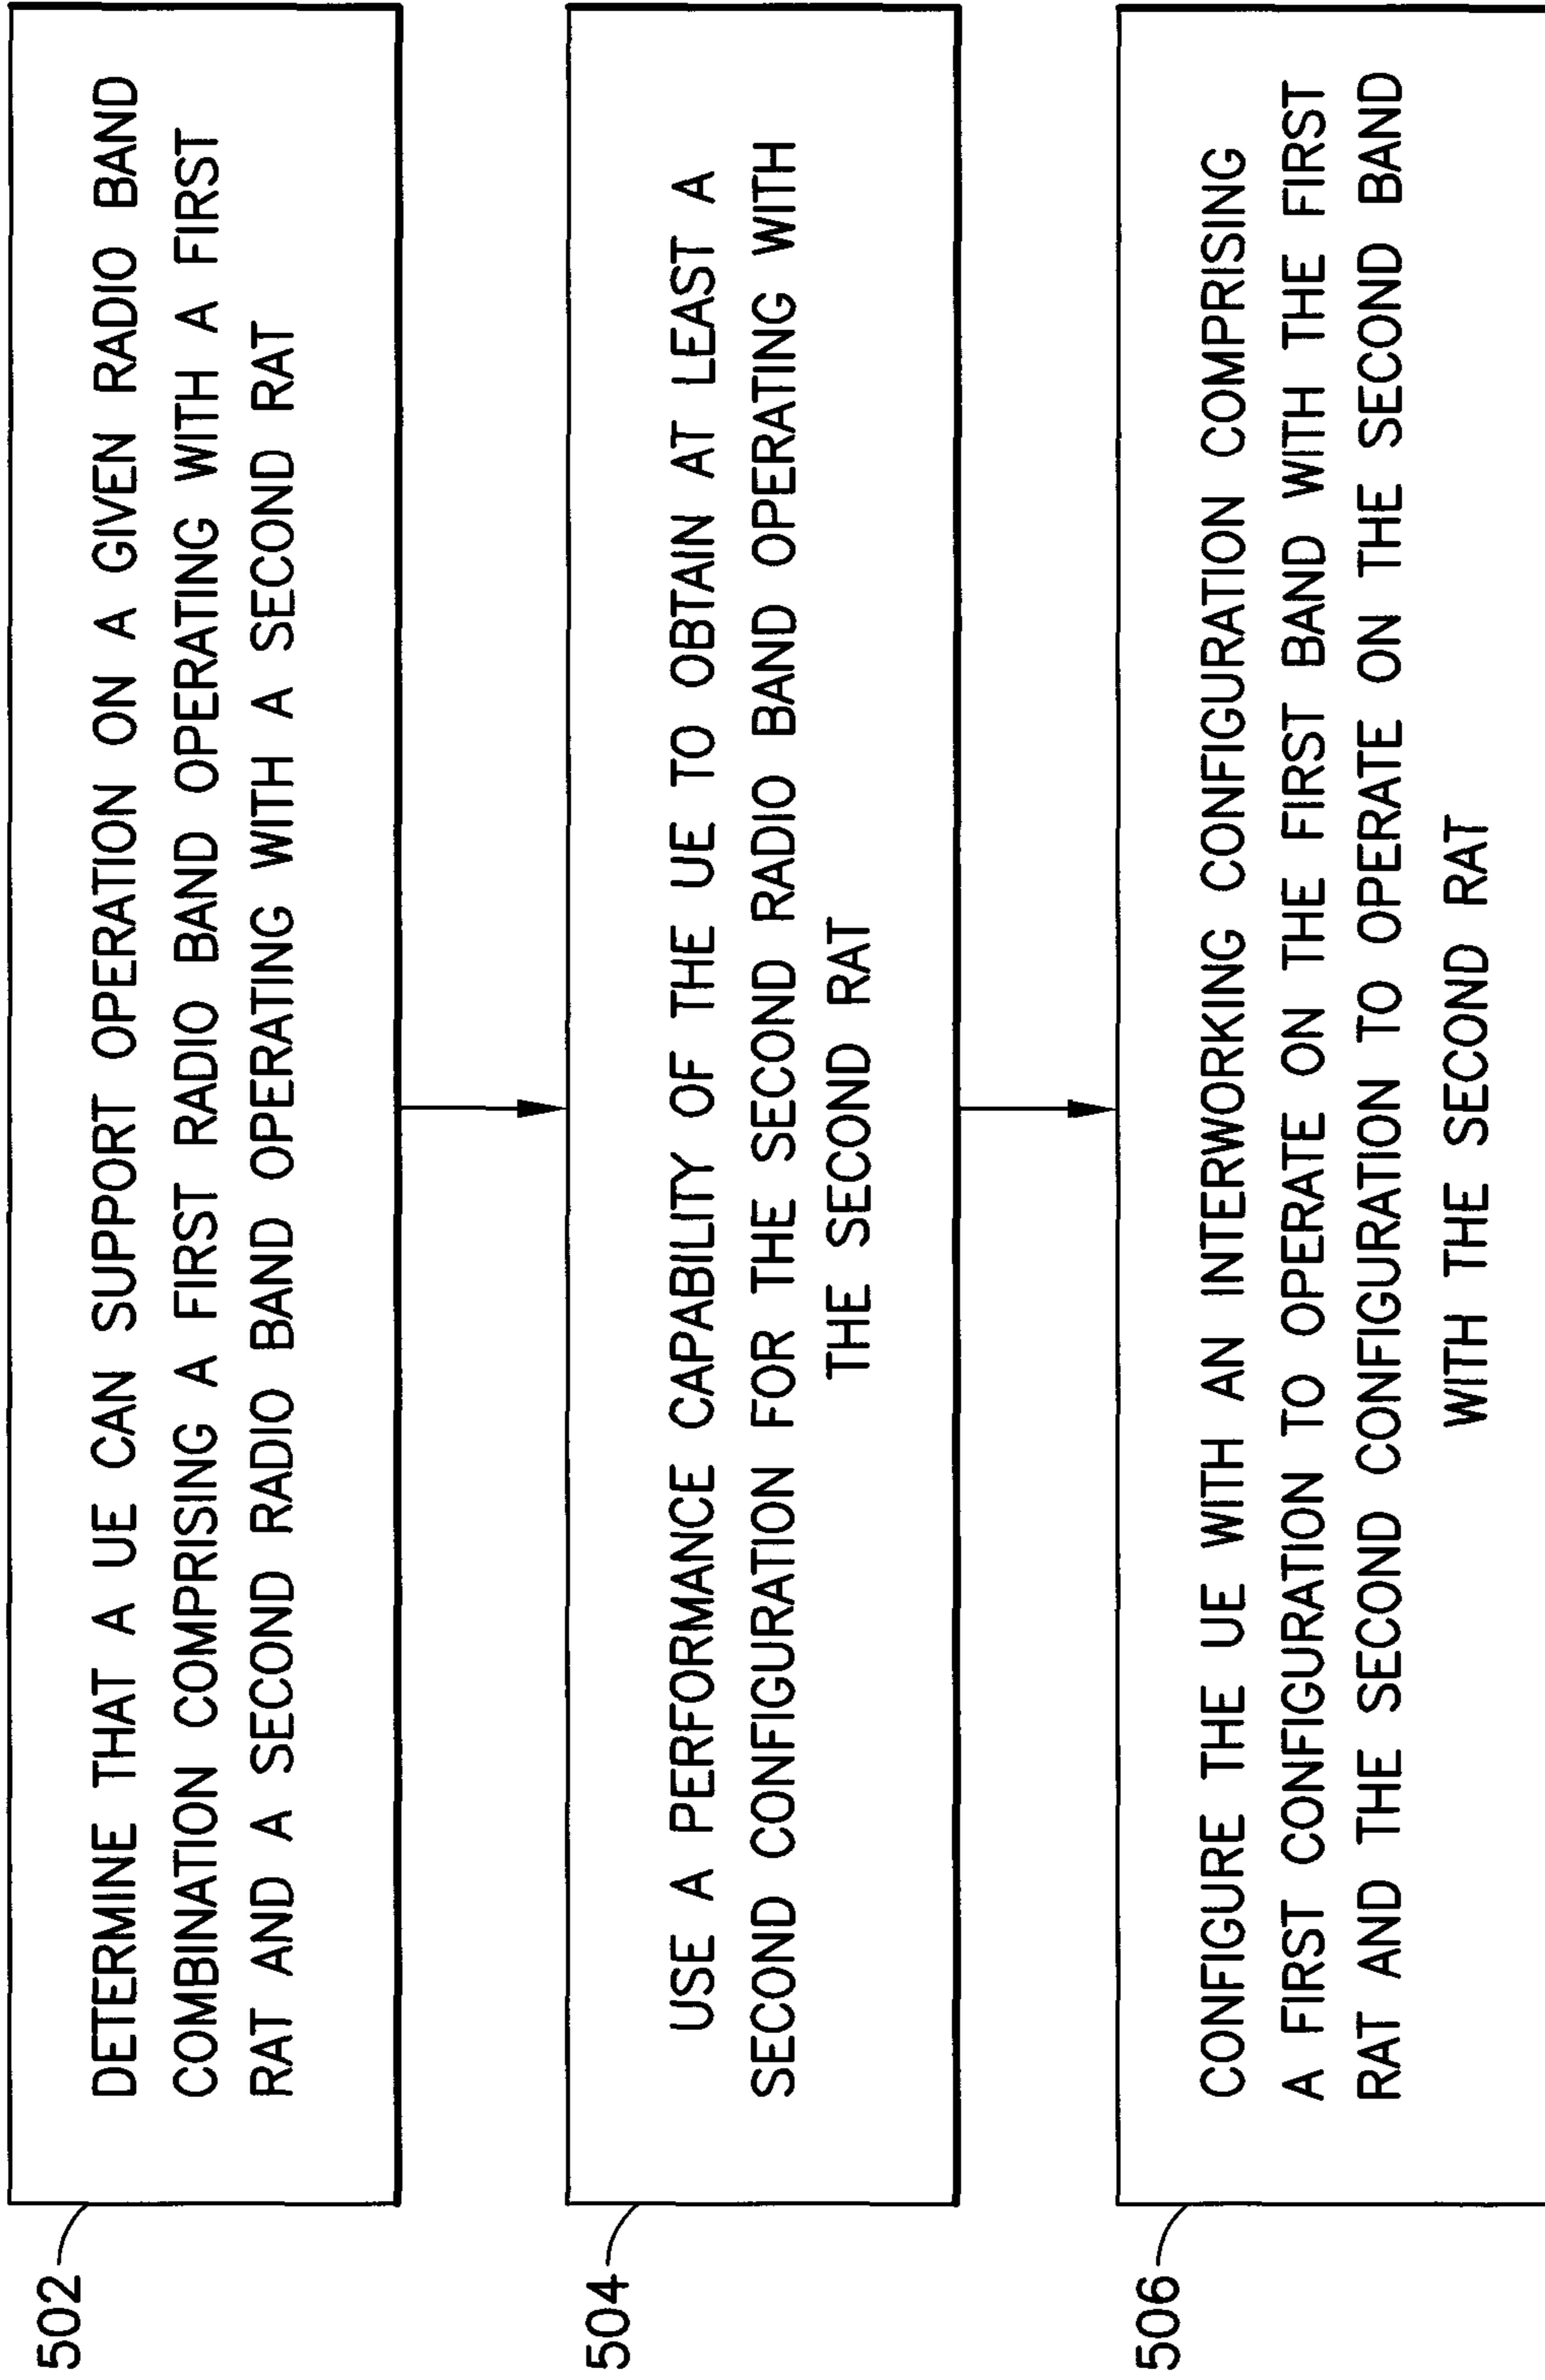 502
DETERMINE THAT A UE CAN SUPPORT OPERATION ON A GIVEN RADIO BAND
COMBINATION COMPRISING A FIRST RADIO BAND OPERATING WITH A FIRST
RAT AND A SECOND RADIO BAND OPERATING WITH A SECOND RAT
504
USE A PERFORMANCE CAPABILITY OF THE UE TO OBTAIN AT LEAST A
SECOND CONFIGURATION FOR THE SECOND RADIO BAND OPERATING WITH
THE SECOND RAT
506
CONFIGURE THE UE WITH AN INTERWORKING CONFIGURATION COMPRISING
A FIRST CONFIGURATION TO OPERATE ON THE FIRST BAND WITH THE FIRST
RAT AND THE SECOND CONFIGURATION TO OPERATE ON THE SECOND BAND
WITH THE SECOND RAT